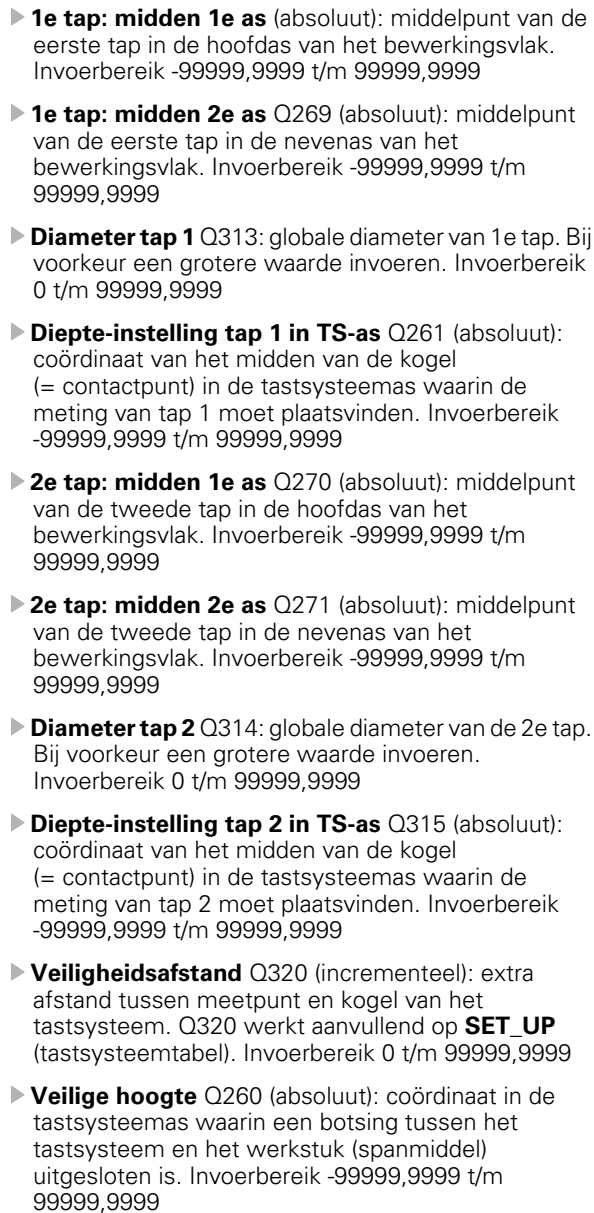 1e tap: midden 1e as (absoluut): middelpunt van de
eerste tap in de hoofdas van het bewerkingsvlak.
Invoerbereik -99999,9999 t/m 99999,9999
1e tap: midden 2e as Q269 (absoluut): middelpunt
van de eerste tap in de nevenas van het
bewerkingsvlak. Invoerbereik -99999,9999 t/m
99999,9999
Diameter tap 1 Q313: globale diameter van 1e tap. Bij
voorkeur een grotere waarde invoeren. Invoerbereik
0 t/m 99999,9999
Diepte-instelling tap 1 in TS-as Q261 (absoluut):
coördinaat van het midden van de kogel
(= contactpunt) in de tastsysteemas waarin de
meting van tap 1 moet plaatsvinden. Invoerbereik
-99999,9999 t/m 99999,9999
2e tap: midden 1e as Q270 (absoluut): middelpunt
van de tweede tap in de hoofdas van het
bewerkingsvlak. Invoerbereik -99999,9999 t/m
99999,9999
2e tap: midden 2e as Q271 (absoluut): middelpunt
van de tweede tap in de nevenas van het
bewerkingsvlak. Invoerbereik -99999,9999 t/m
99999,9999
Diameter tap 2 Q314: globale diameter van de 2e tap.
Bij voorkeur een grotere waarde invoeren.
Invoerbereik 0 t/m 99999,9999
Diepte-instelling tap 2 in TS-as Q315 (absoluut):
coördinaat van het midden van de kogel
(= contactpunt) in de tastsysteemas waarin de
meting van tap 2 moet plaatsvinden. Invoerbereik
-99999,9999 t/m 99999,9999
Veiligheidsafstand Q320 (incrementeel): extra
afstand tussen meetpunt en kogel van het
tastsysteem. Q320 werkt aanvullend op SET_UP
(tastsysteemtabel). Invoerbereik 0 t/m 99999,9999
Veilige hoogte Q260 (absoluut): coördinaat in de
tastsysteemas waarin een botsing tussen het
tastsysteem en het werkstuk (spanmiddel)
uitgesloten is. Invoerbereik -99999,9999 t/m
99999,9999